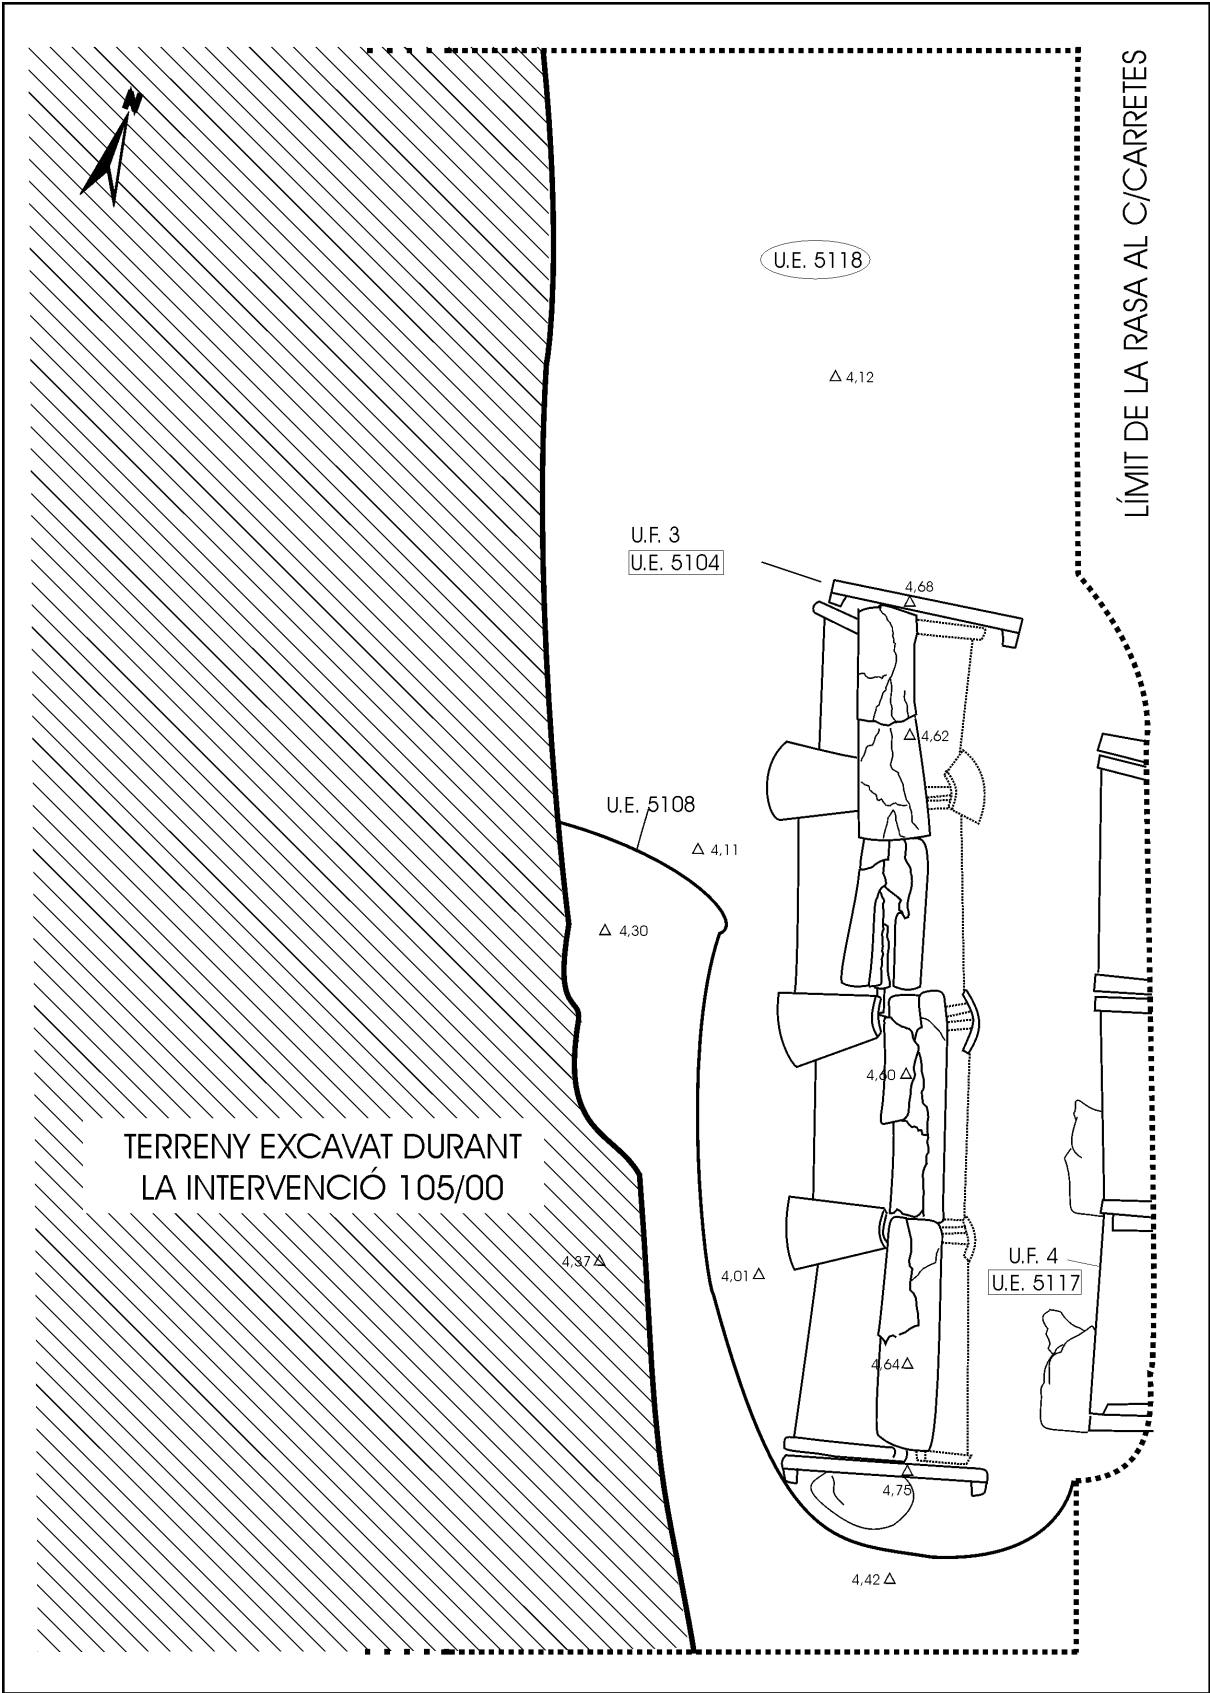 N
LÍMIT DE LA RASA AL C/CARRETES
U.E. 5118
4,12
U.F. 3
U.E. 5104
4,68
4,62
U.E. 5108
4,11
4,30
4,60
TERRENY EXCAVAT DURANT
LA INTERVENCIÓ 105/00
4,37
4,01
U.F. 4
U.E. 5117
4,64
4,75
4,42